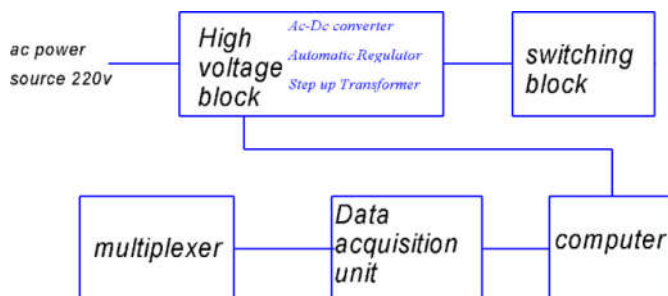 ac power
source 220v
High
voltage
block
Ac-Dc converter
Automatic Regulator
Step up Transformer
switching
block
multiplexer
Data
acquisition
unit
computer